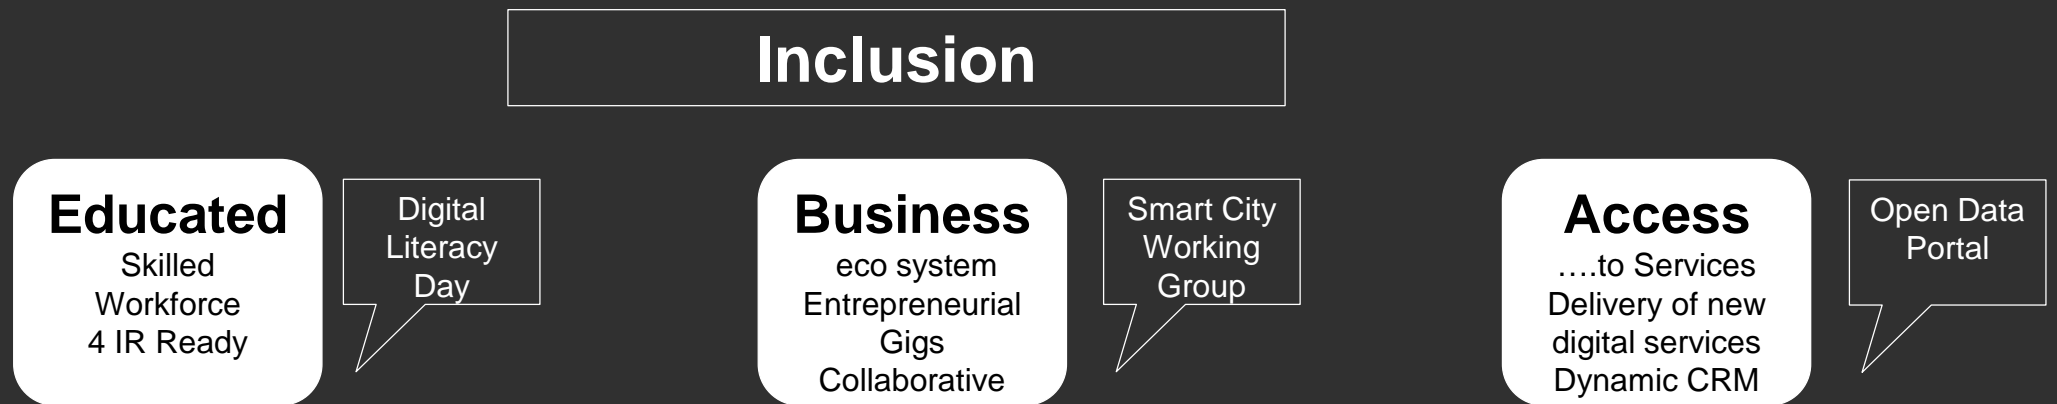 Inclusion
Educated
Skilled
Workforce
4 IR Ready
Digital
Literacy
Day
Business
eco system
Entrepreneurial
Gigs
Collaborative
Smart City
Working
Group
Access
….to Services
Delivery of new
digital services
Dynamic CRM
Open Data
Portal